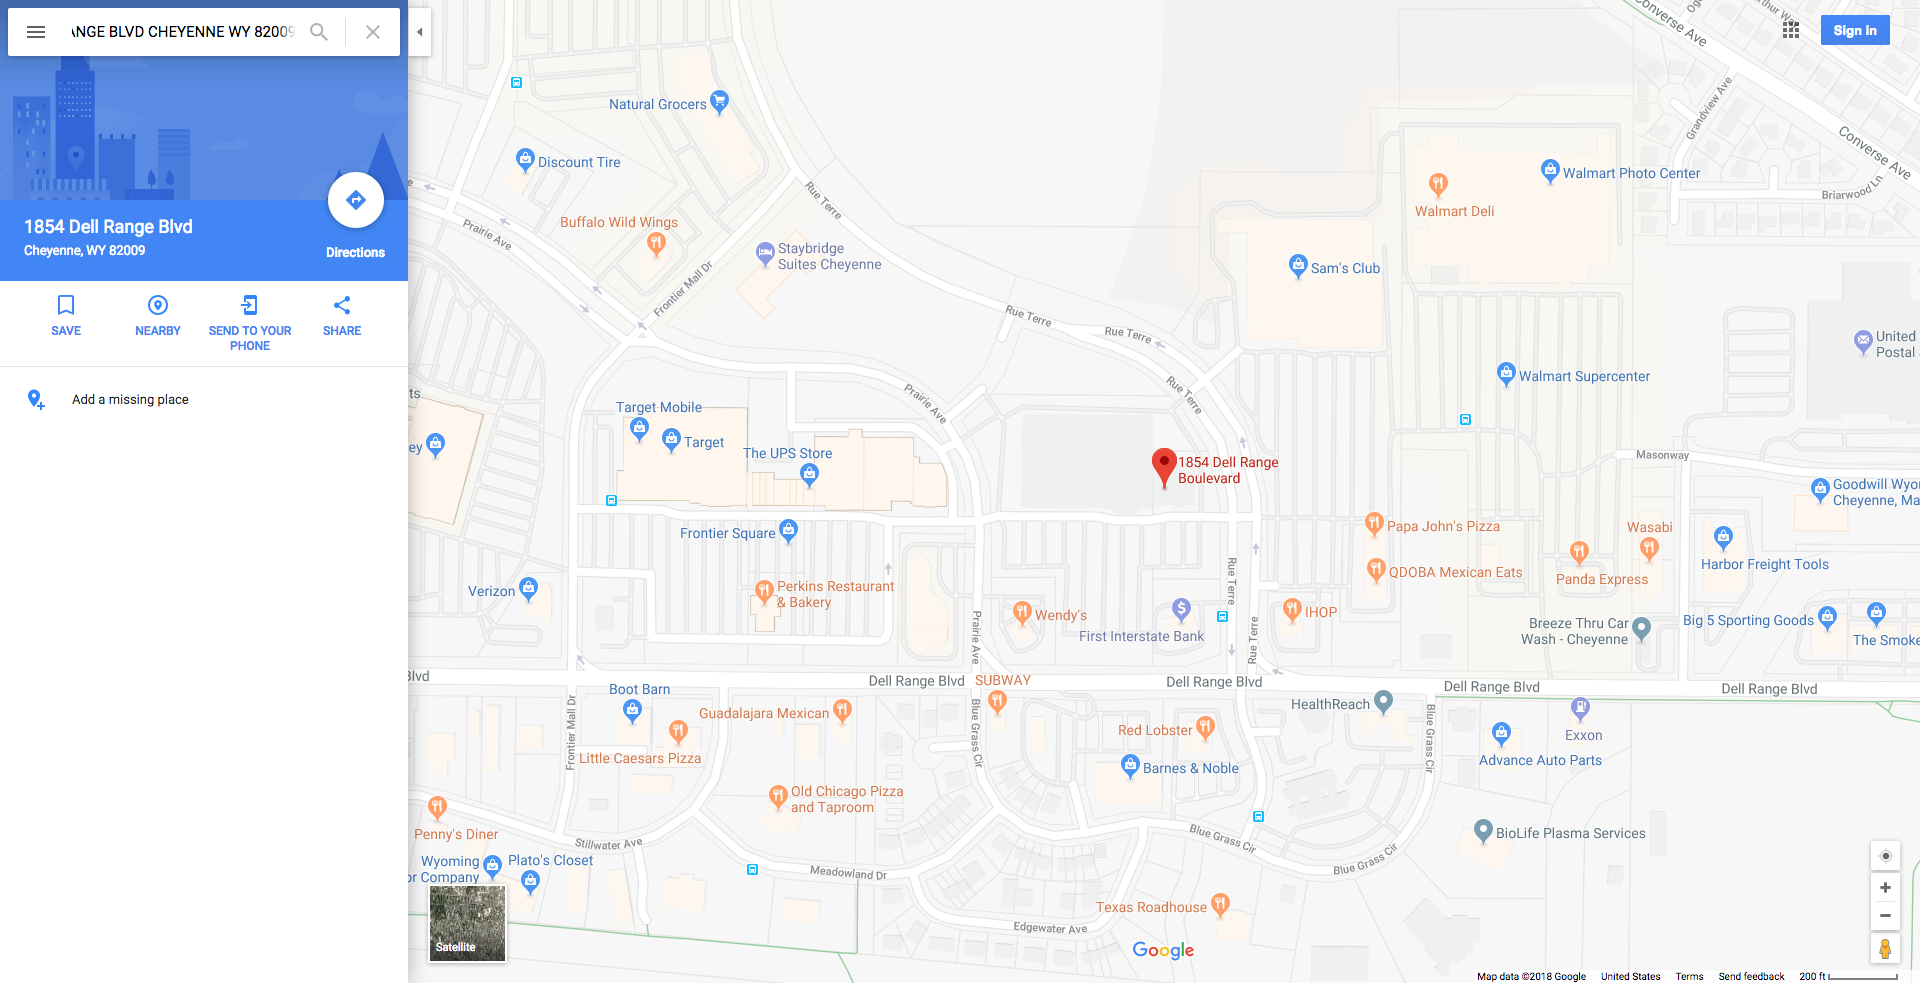 ANGE BLVD CHEYENNE WY 82009
Sign in
1854 Dell Range Blvd
Cheyenne, WY 82009
Directions
SAVE
NEARBY
SEND TO YOUR
PHONE
SHARE
Add a missing place
Converse Ave
Grandview Ave
Converse Ave
Briarwood Ln
Natural Grocers
Discount Tire
Rue Terre
Prairie Ave
Buffalo Wild Wings
Staybridge
Suites Cheyenne
Frontier Mall Dr
Walmart Photo Center
Walmart Deli
Sam's Club
Rue Terre
Rue Terre
Rue Terre
United
Postal
Walmart Supercenter
Prairie Ave
ts
Target Mobile
Target
ey
The UPS Store
1854 Dell Range
Boulevard
Masonway
Goodwill Wyo
Cheyenne, Ma
Frontier Square
Papa John's Pizza
Wasabi
QDOBA Mexican Eats
Panda Express
Harbor Freight Tools
Verizon
Perkins Restaurant
& Bakery
Prairie Ave
Wendy's
First Interstate Bank
Rue Terre
Rue Terre
IHOP
Breeze Thru Car
Wash - Cheyenne
Big 5 Sporting Goods
The Smoke
Blvd
Dell Range Blvd
SUBWAY
Dell Range Blvd
Dell Range Blvd
Dell Range Blvd
Boot Barn
Frontier Mall Dr
Guadalajara Mexican
Little Caesars Pizza
Blue Grass Cir
HealthReach
Red Lobster
Barnes & Noble
Blue Grass Cir
Exxon
Advance Auto Parts
Old Chicago Pizza
and Taproom
Penny's Diner
Stillwater Ave
Blue Grass Cir
Blue Grass Cir
BioLife Plasma Services
Wyoming
or Company
Plato's Closet
Meadowland Dr
Texas Roadhouse
Edgewater Ave
Satellite
Google
Map data ©2018 Google
United States
Terms
Send feedback
200 ft